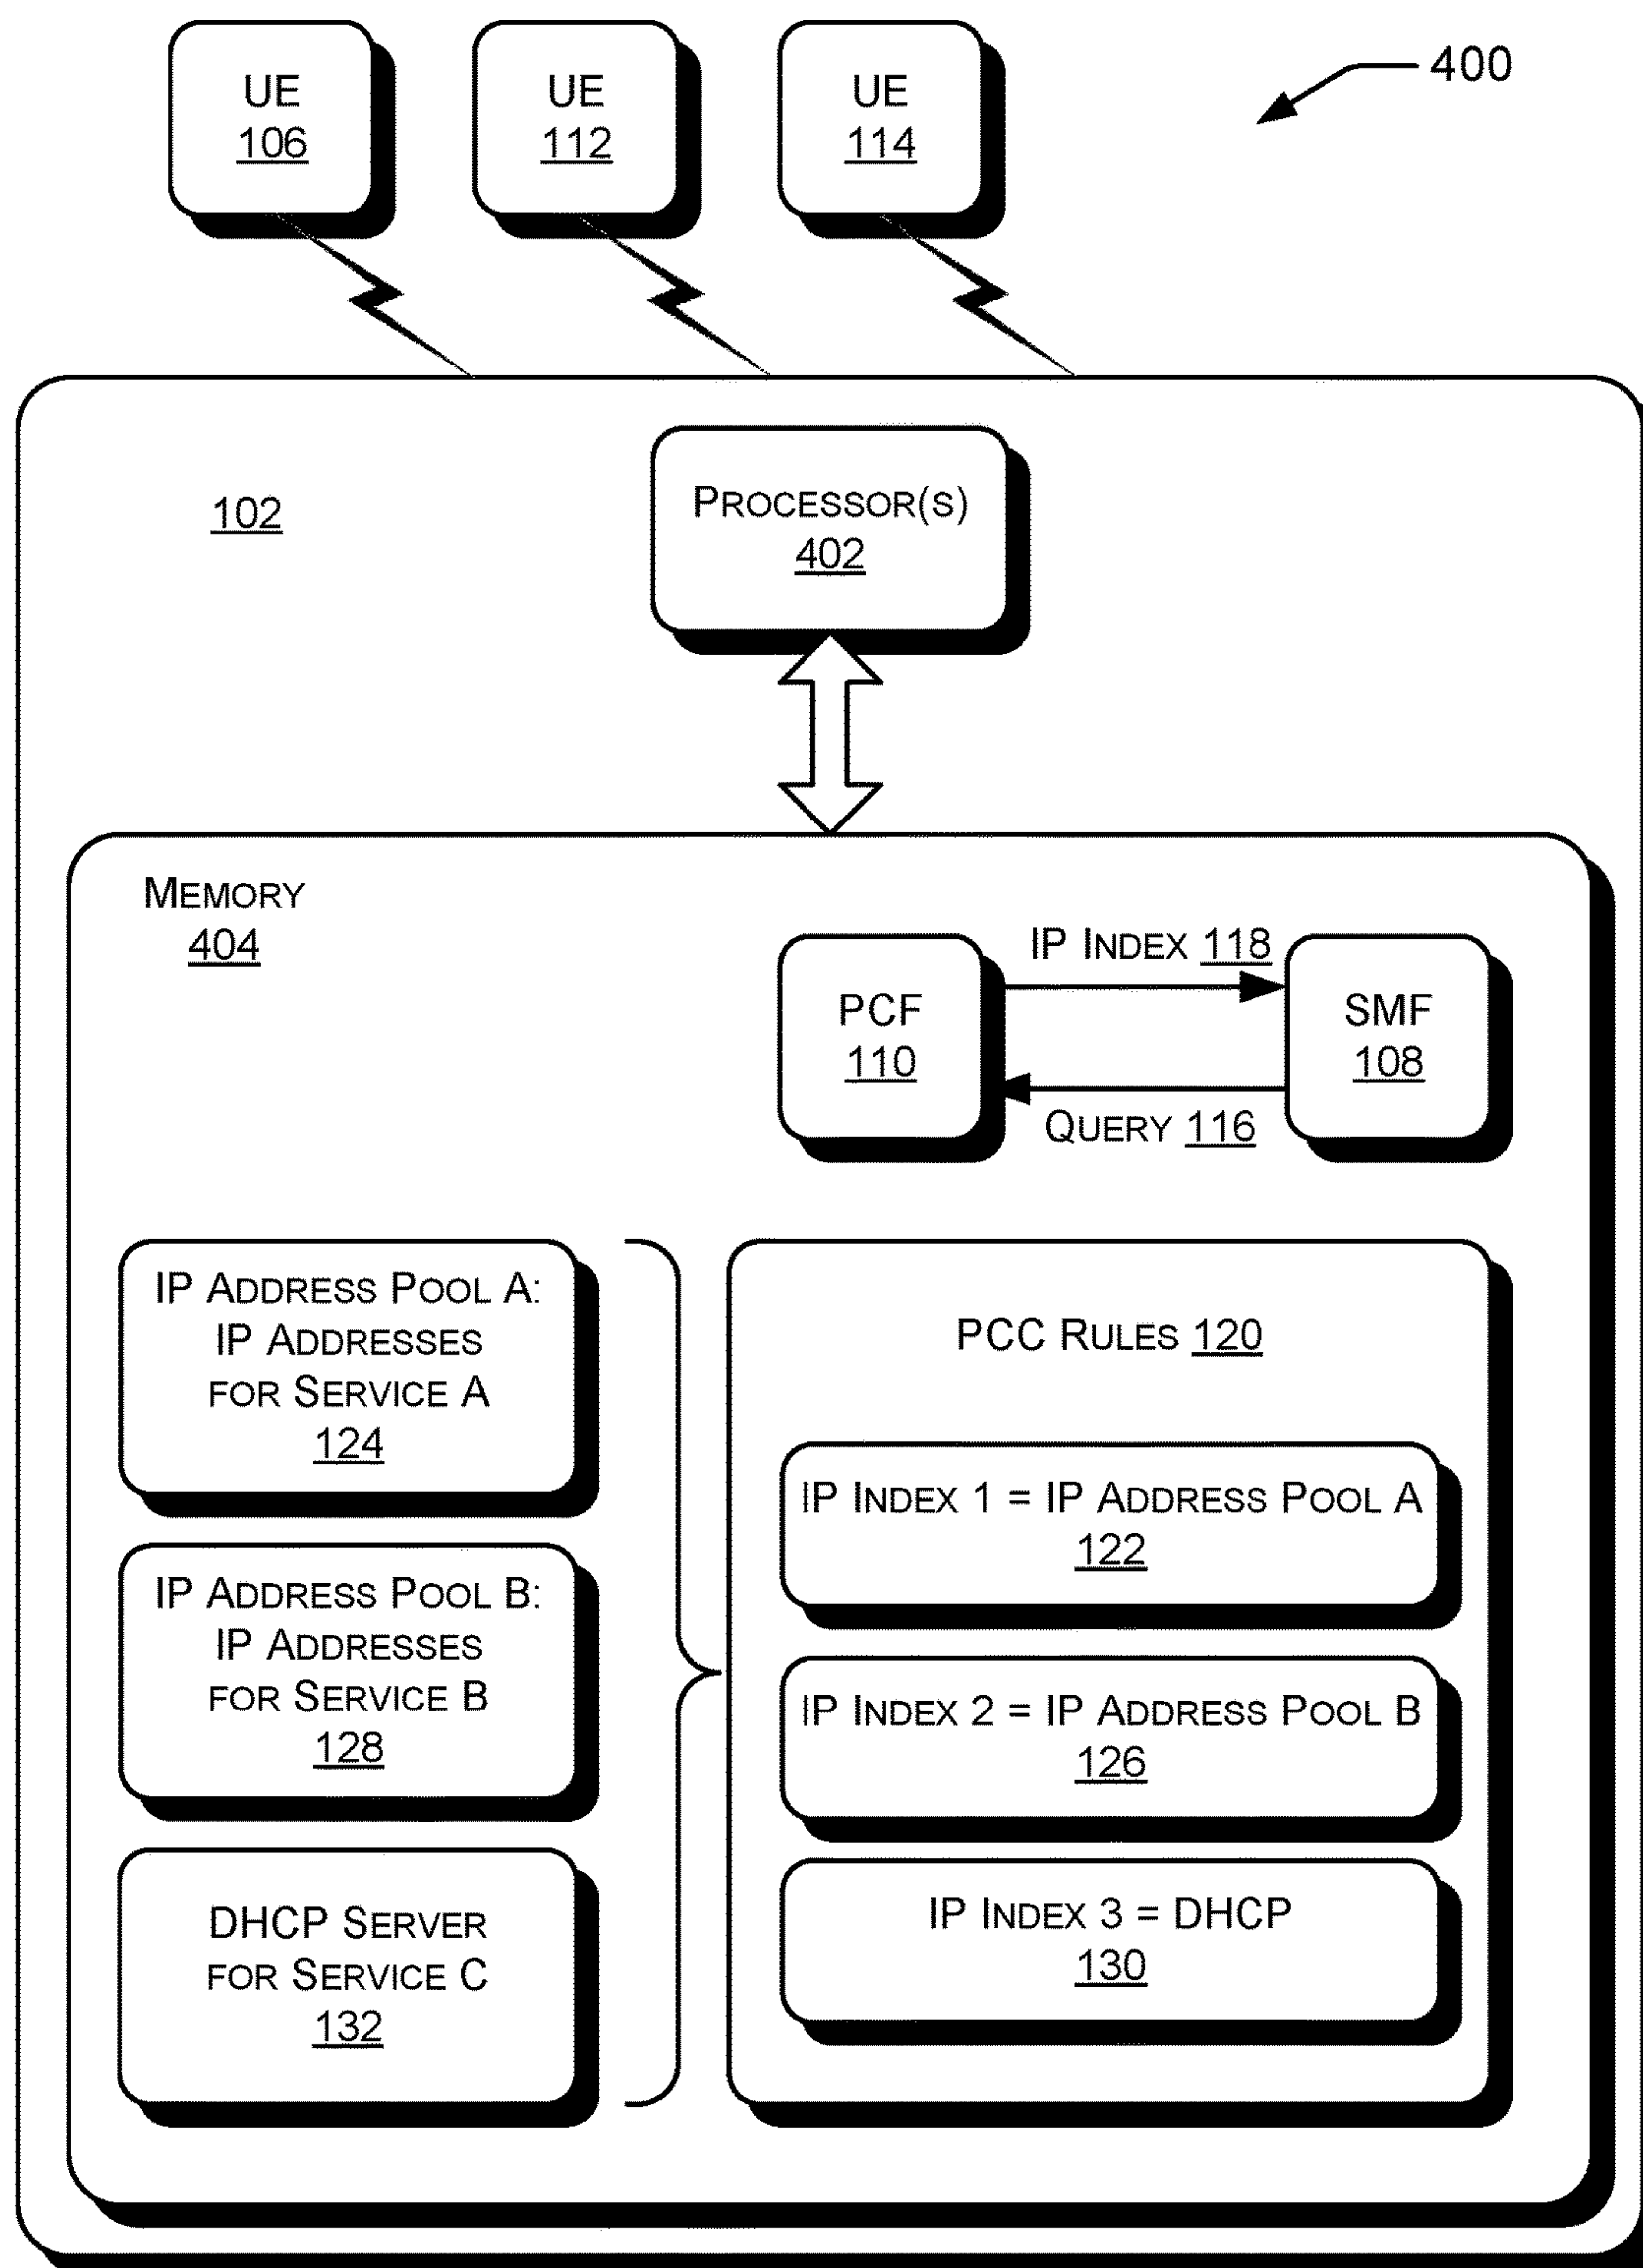 UE
106
UE
112
UE
114
400
102
PROCESSOR(S)
402
MEMORY
404
IP INDEX 118
PCF
110
SMF
108
QUERY 116
IP ADDRESS POOL A:
IP ADDRESSES
FOR SERVICE A
124
IP ADDRESS POOL B:
IP ADDRESSES
FOR SERVICE B
128
DHCP SERVER
FOR SERVICE C
132
PCC RULES 120
IP INDEX 1 = IP ADDRESS POOL A
122
IP INDEX 2 = IP ADDRESS POOL B
126
IP INDEX 3 = DHCP
130